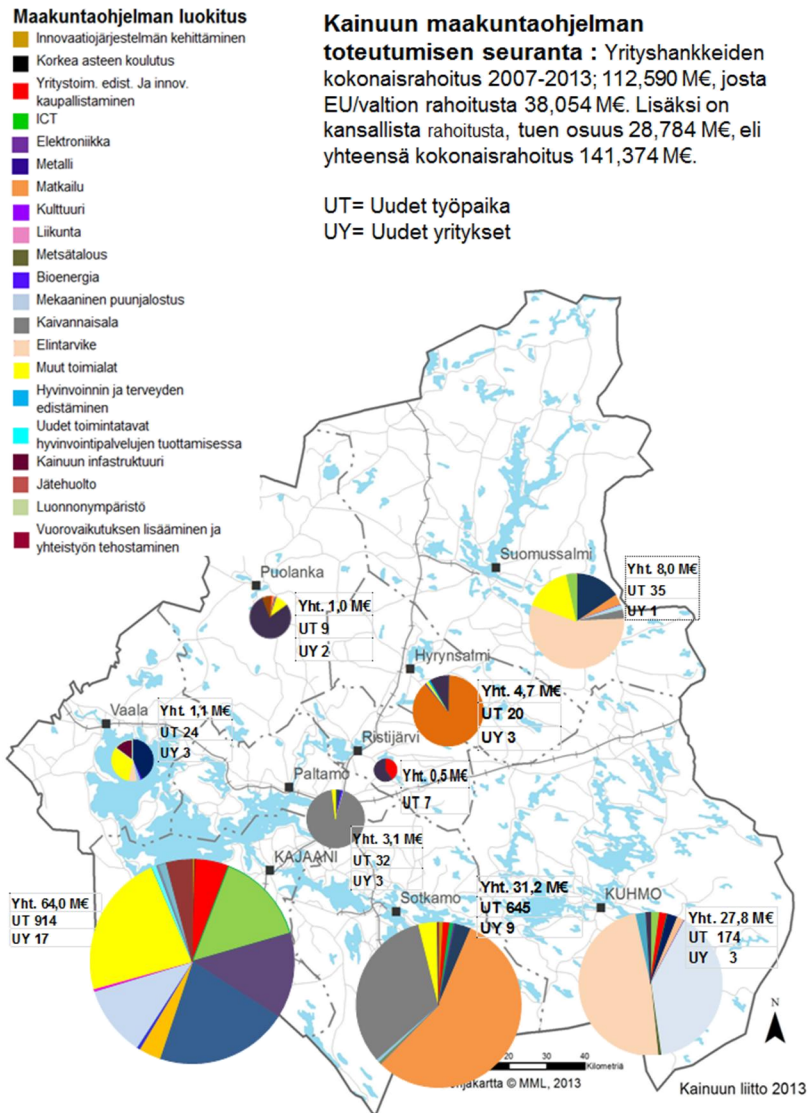 Maakuntaohjelman luokitus
Innovaatiojärjestelmän kehittäminen
Korkea asteen koulutus
Yritystoim. edist. Ja innov.
kaupallistaminen
ICT
Elektroniikka
Metalli
Matkailu
Kulttuuri
Liikunta
Metsätalous
Bioenergia
Mekaaninen puunjalostus
Kaivannaisala
Elintarvike
Muut toimialat
Hyvinvoinnin ja terveyden
edistäminen
Uudet toimintatavat
hyvinvointipalvelujen tuottamisessa
Kainuun infastruktuuri
Jätehuolto
Luonnonympäristö
Vuorovaikutuksen lisääminen ja
yhteistyön tehostaminen
Kainuun maakuntaohjelman
toteutumisen seuranta : Yrityshankkeiden
kokonaisrahoitus 2007-2013; 112,590 M€, josta
EU/valtion rahoitusta 38,054 M€. Lisäksi on
kansallista rahoitusta, tuen osuus 28,784 M€, eli
yhteensä kokonaisrahoitus 141,374 M€.
UT= Uudet työpaika
UY= Uudet yritykset
Suomussalmi
Yht. 8,0 M€
UT 35
UY 1
Puolanka
Yht. 1,0 M€
UT 9
UY 2
Hyrynsalmi
Yht. 4,7 M€
UT 20
UY 3
Vaala
Yht. 1,1 M€
UT 24
UY 3
Ristijärvi
Yht. 0,5 M€
UT 7
Paltamo
Yht. 3,1 M€
UT 32
UY 3
KAJAANI
Yht. 64,0 M€
UT 914
UY 17
Sotkamo
Yht. 31,2 M€
UT 645
UY 9
KUHMO
Yht. 27,8 M€
UT 174
UY 3
N
20 30 40
Kilometriä
© MML, 2013
Kainuun liitto 2013